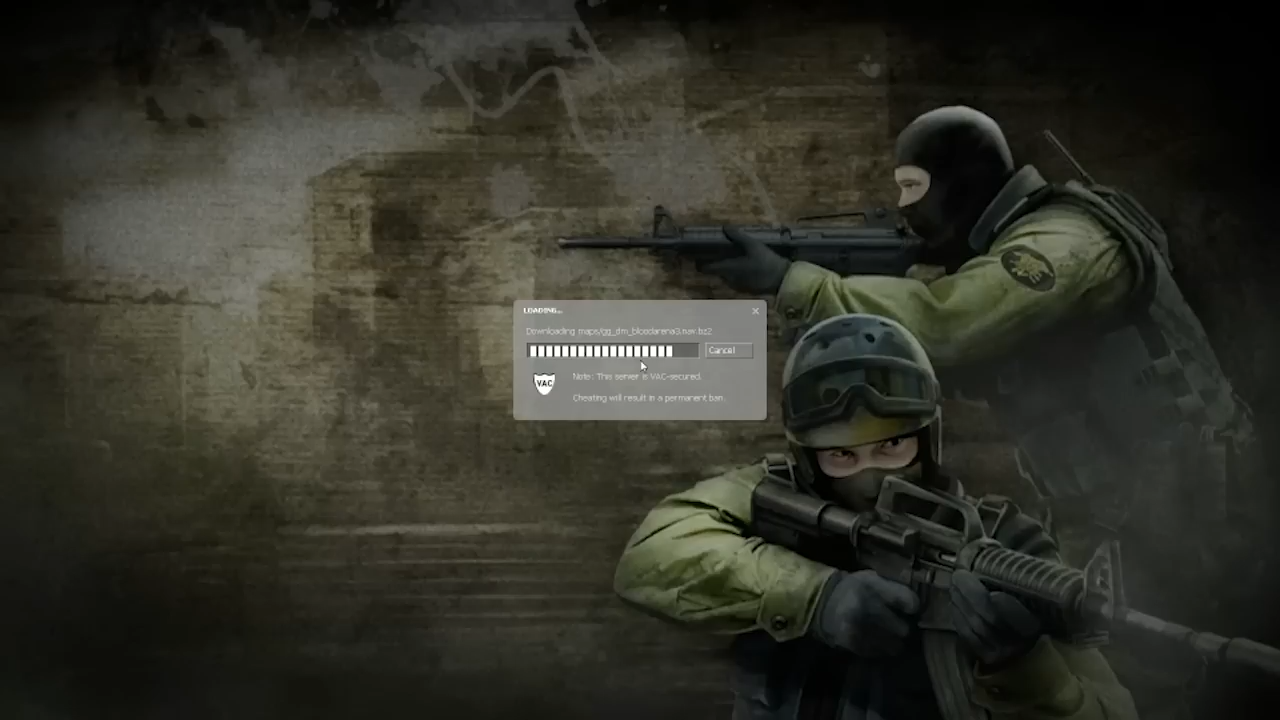 LOADING...
Downloading maps/gg_dm_bloodarena3.nav.bz2
Cancel
VAC
Note: This server is VAC-secured.
Cheating will result in a permanent ban.